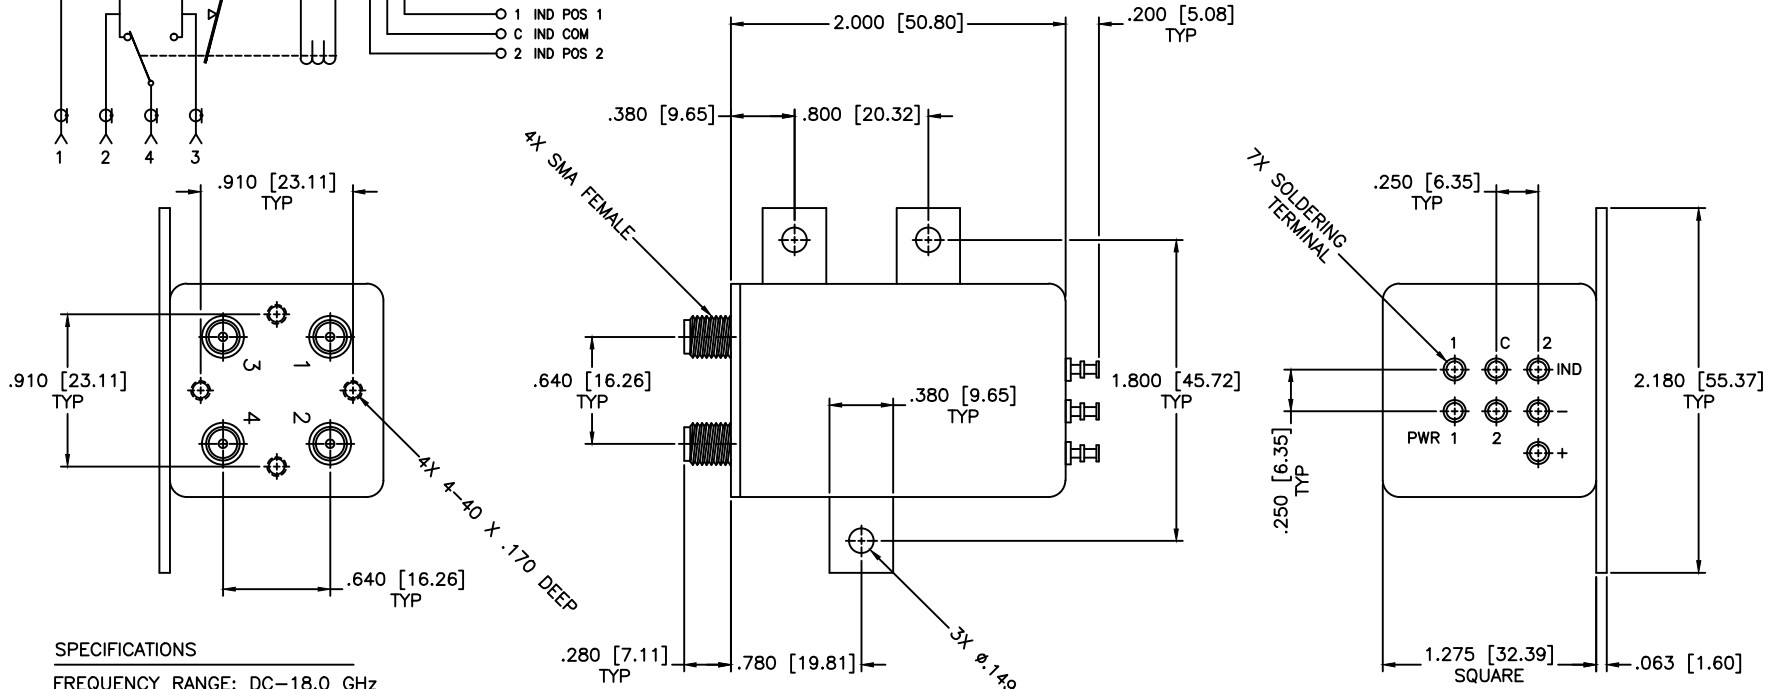 1 IND POS 1
C IND COM
2 IND POS 2
1 2 4 3
2.000 [50.80]
.200 [5.08]
TYP
.380 [9.65]
.800 [20.32]
4X SMA FEMALE
.910 [23.11]
TYP
.910 [23.11]
TYP
3 1
4 2
4X 4-40 X .170 DEEP
.640 [16.26]
TYP
.640 [16.26]
TYP
.380 [9.65]
TYP
1.800 [45.72]
TYP
.280 [7.11]
TYP
.780 [19.81]
3X ø.149
7X SOLDERING
TERMINAL
.250 [6.35]
TYP
1 C 2
IND
-
PWR 1 2
+
.250 [6.35]
TYP
2.180 [55.37]
TYP
1.275 [32.39]
SQUARE
.063 [1.60]
SPECIFICATIONS
FREQUENCY RANGE: DC-18.0 GHz